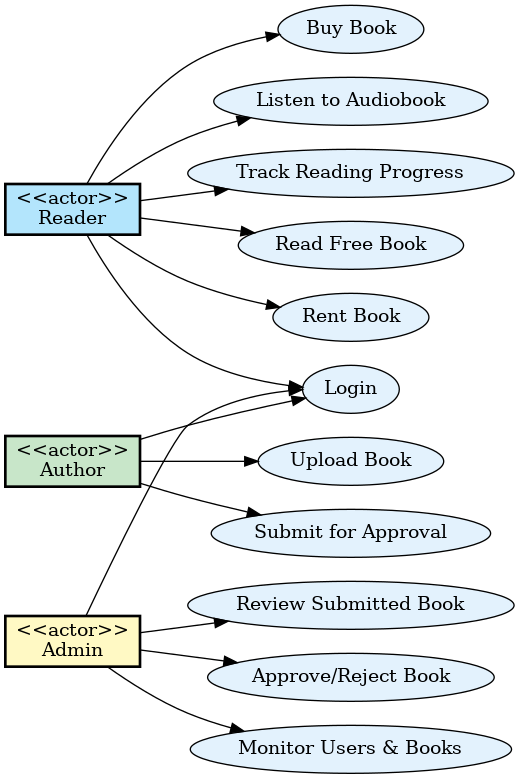 Buy Book
Listen to Audiobook
Track Reading Progress
<<actor>>
Reader
Read Free Book
Rent Book
Login
<<actor>>
Author
Upload Book
Submit for Approval
Review Submitted Book
<<actor>>
Admin
Approve/Reject Book
Monitor Users & Books